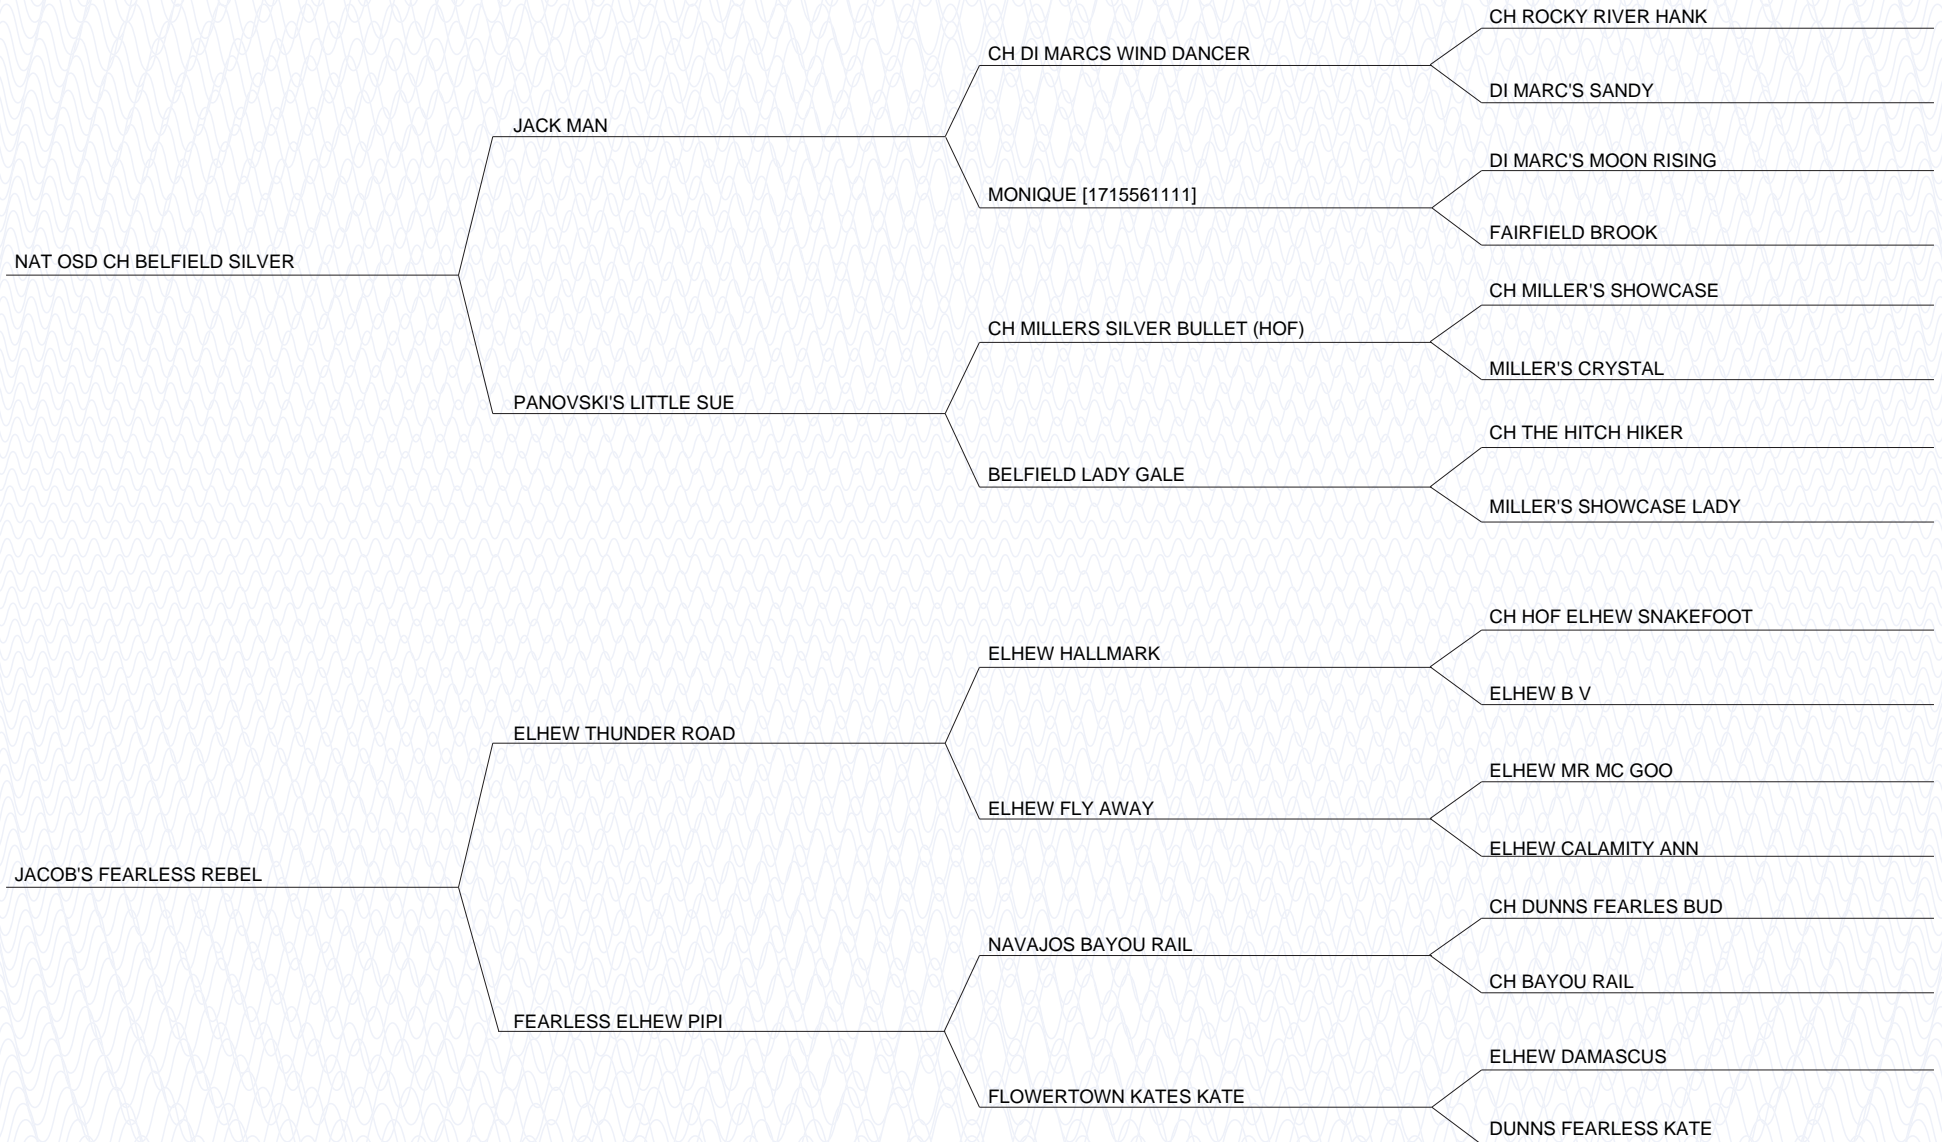 CH ROCKY RIVER HANK
CH DI MARCS WIND DANCER
DI MARC'S SANDY
JACK MAN
DI MARC'S MOON RISING
MONIQUE [1715561111]
FAIRFIELD BROOK
NAT OSD CH BELFIELD SILVER
CH MILLER'S SHOWCASE
CH MILLERS SILVER BULLET (HOF)
MILLER'S CRYSTAL
PANOVSKI'S LITTLE SUE
CH THE HITCH HIKER
BELFIELD LADY GALE
MILLER'S SHOWCASE LADY
CH HOF ELHEW SNAKEFOOT
ELHEW HALLMARK
ELHEW B V
ELHEW THUNDER ROAD
ELHEW MR MC GOO
ELHEW FLY AWAY
ELHEW CALAMITY ANN
JACOB'S FEARLESS REBEL
CH DUNNS FEARLES BUD
NAVAJOS BAYOU RAIL
CH BAYOU RAIL
FEARLESS ELHEW PIPI
ELHEW DAMASCUS
FLOWERTOWN KATES KATE
DUNNS FEARLESS KATE